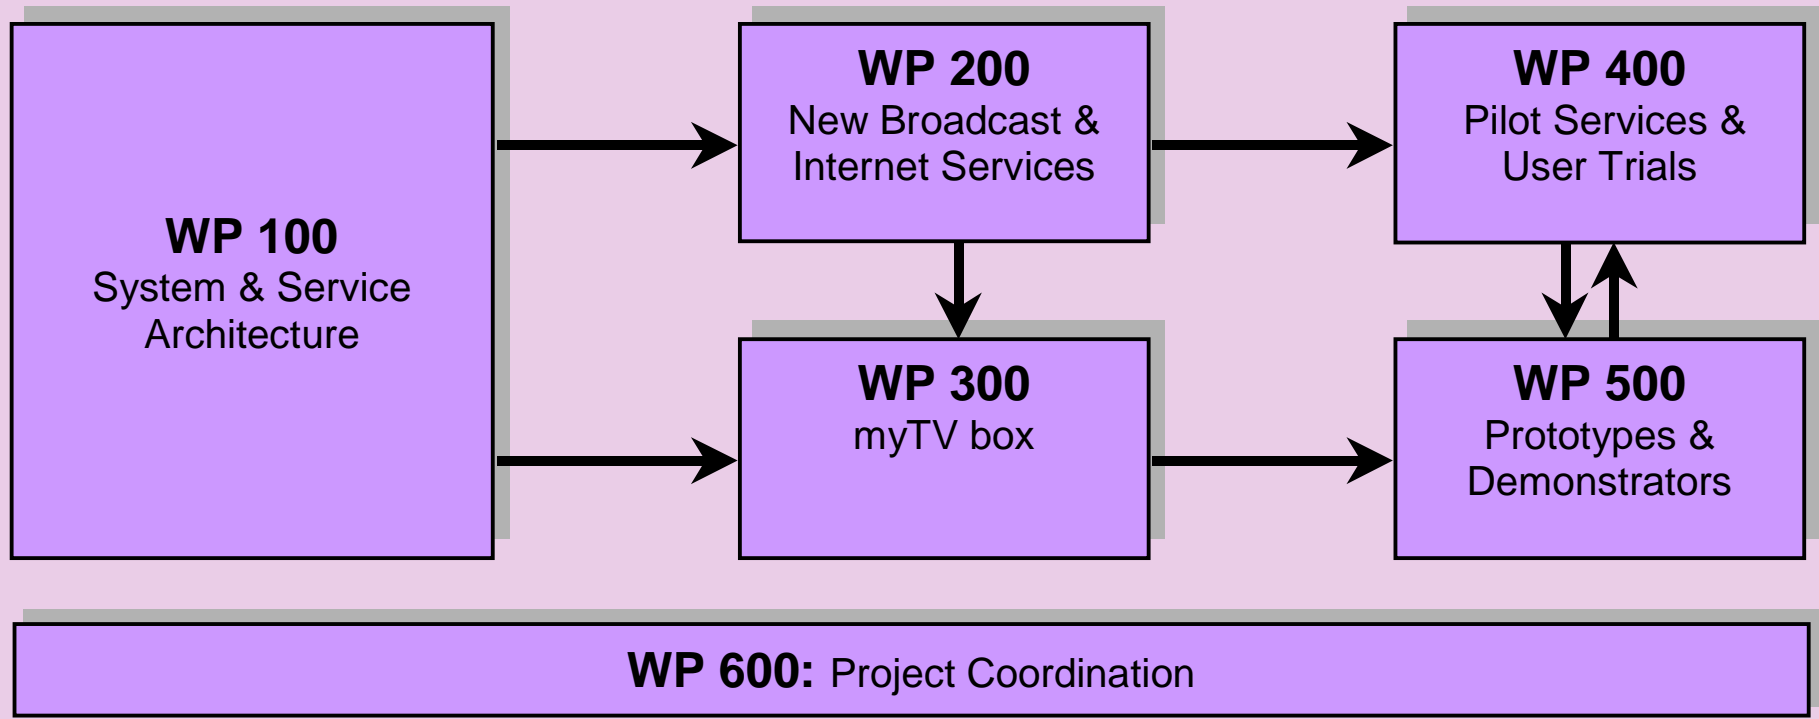 WP 100
System & Service
Architecture
WP 200
New Broadcast &
Internet Services
WP 300
myTV box
WP 400
Pilot Services &
User Trials
WP 500
Prototypes &
Demonstrators
WP 600: Project Coordination